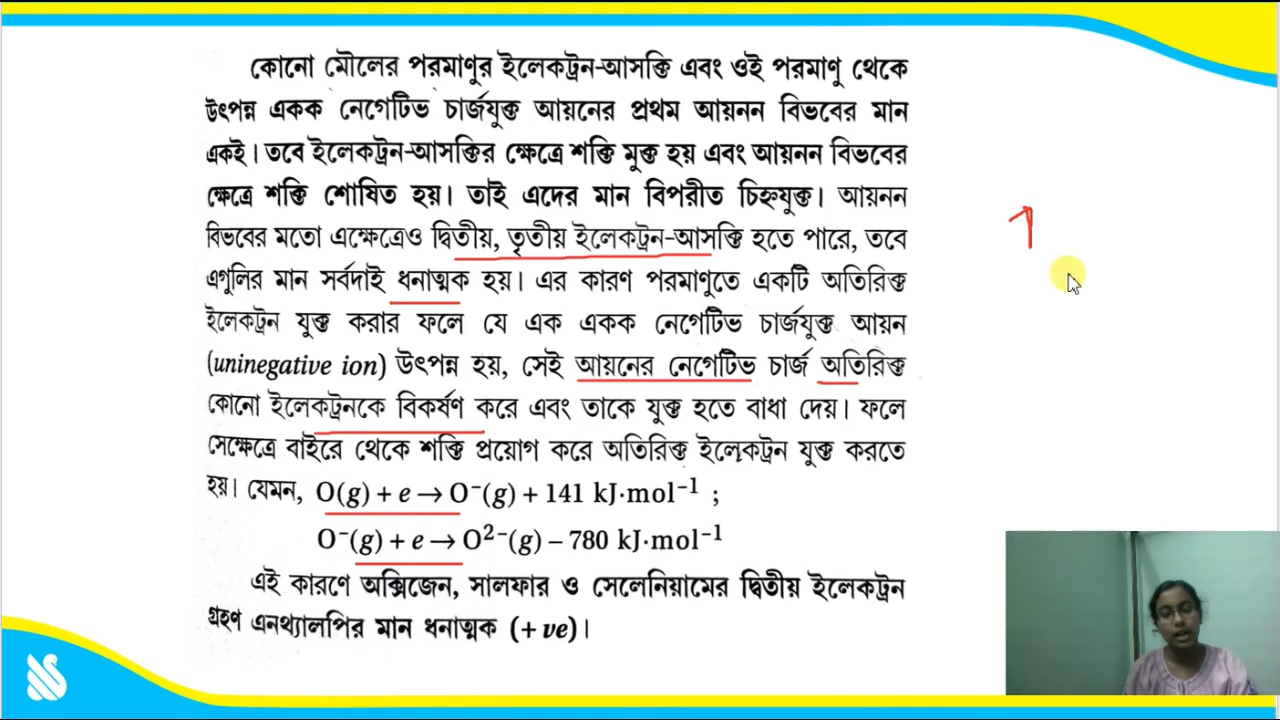 কোনো মৌলের পরমাণুর ইলেকট্রন-আসক্তি এবং ওই পরমাণু থেকে
উৎপন্ন একক নেগেটিভ চার্জযুক্ত আয়নের প্রথম আয়নন বিভবের মান
একই। তবে ইলেকট্রন-আসক্তির ক্ষেত্রে শক্তি মুক্ত হয় এবং আয়নন বিভবের
ক্ষেত্রে শক্তি শোষিত হয়। তাই এদের মান বিপরীত চিহ্নযুক্ত। আয়নন
বিভবের মতো এক্ষেত্রেও দ্বিতীয়, তৃতীয় ইলেকট্রন-আসক্তি হতে পারে, তবে
এগুলির মান সর্বদাই ধনাত্মক হয়। এর কারণ পরমাণুতে একটি অতিরিক্ত
ইলেকট্রন যুক্ত করার ফলে যে এক একক নেগেটিভ চার্জযুক্ত আয়ন
(uninegative ion) উৎপন্ন হয়, সেই আয়নের নেগেটিভ চার্জ অতিরিক্ত
কোনো ইলেকট্রনকে বিকর্ষণ করে এবং তাকে যুক্ত হতে বাধা দেয়। ফলে
সেক্ষেত্রে বাইরে থেকে শক্তি প্রয়োগ করে অতিরিক্ত ইলেকট্রন যুক্ত করতে
হয়। যেমন, O(g) + e → O⁻(g) + 141 kJ·mol⁻¹ ;
O⁻(g) + e → O²⁻(g) – 780 kJ·mol⁻¹
এই কারণে অক্সিজেন, সালফার ও সেলেনিয়ামের দ্বিতীয় ইলেকট্রন
গ্রহণ এনথ্যালপির মান ধনাত্মক (+ ve)।
1